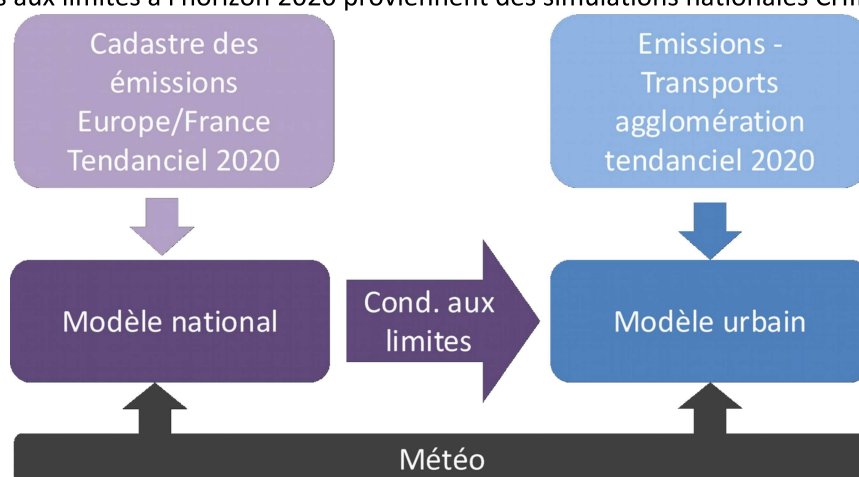 aux limites à l'horizon 2020 proviennent des simulations nationales
Cadastre des
émissions
Europe/France
Tendanciel 2020
Emissions -
Transports
agglomération
tendanciel 2020
Modèle national
Cond. aux
limites
Modèle urbain
Météo